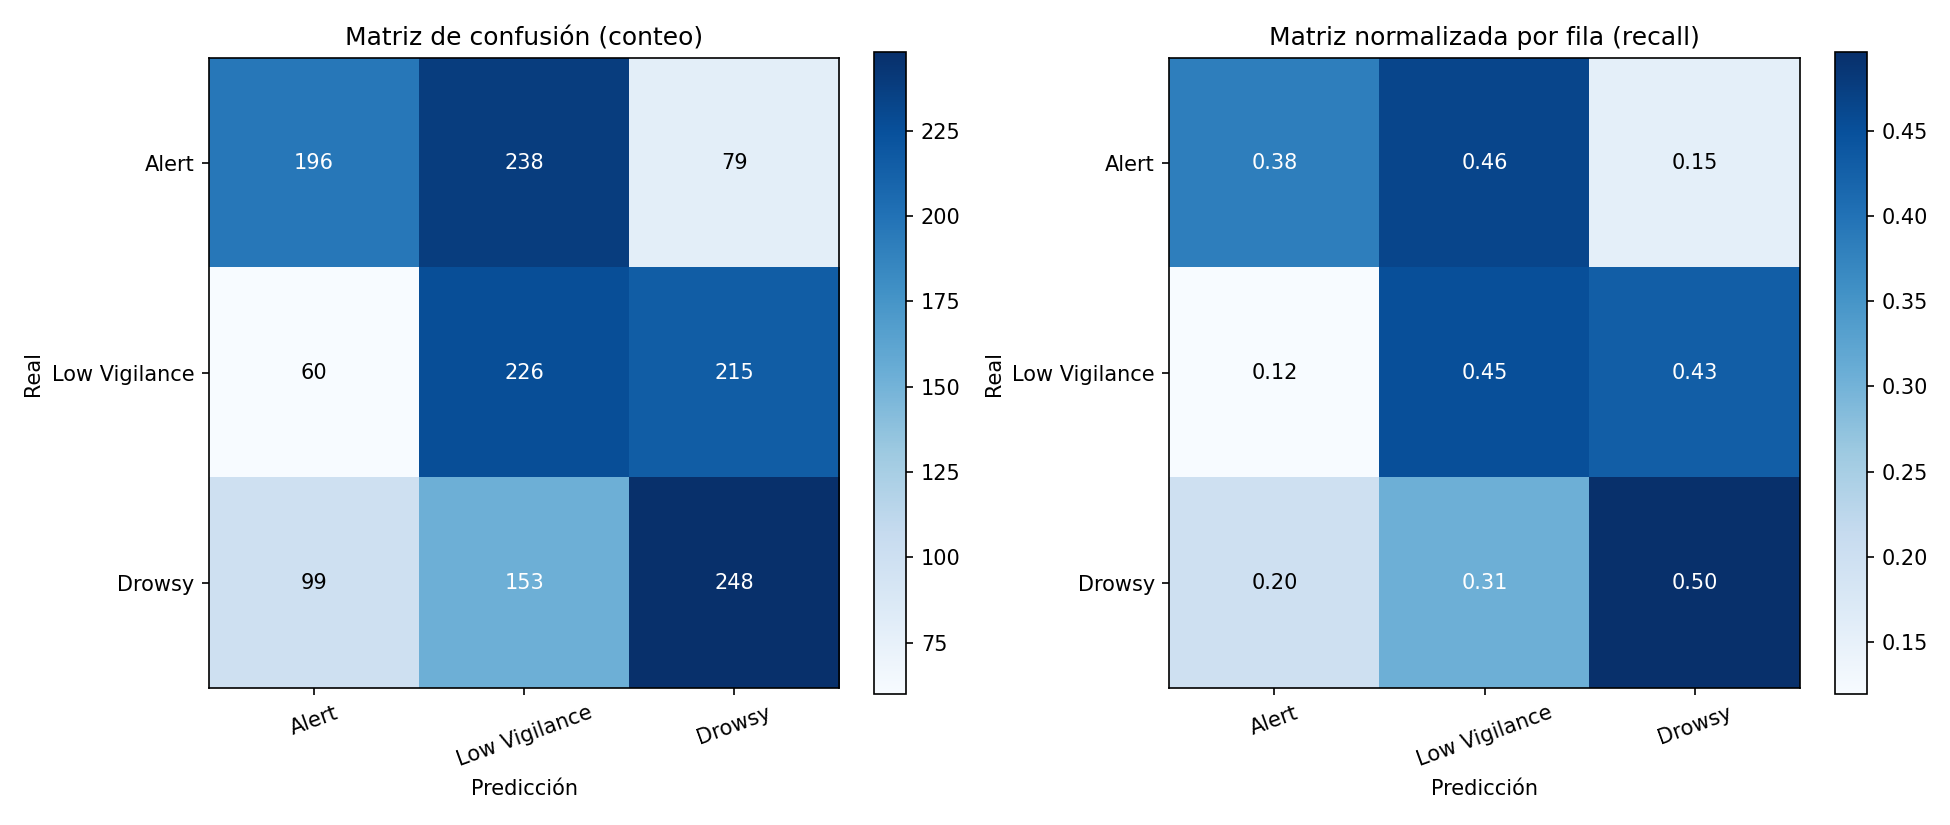 Matriz de confusión (conteo)
Real
Alert
Low Vigilance
Drowsy
196 238 79
60 226 215
99 153 248
Alert
Low Vigilance
Drowsy
Predicción
225
200
175
150
125
100
75
Matriz normalizada por fila (recall)
Real
Alert
Low Vigilance
Drowsy
0.38 0.46 0.15
0.12 0.45 0.43
0.20 0.31 0.50
Alert
Low Vigilance
Drowsy
Predicción
0.45
0.40
0.35
0.30
0.25
0.20
0.15